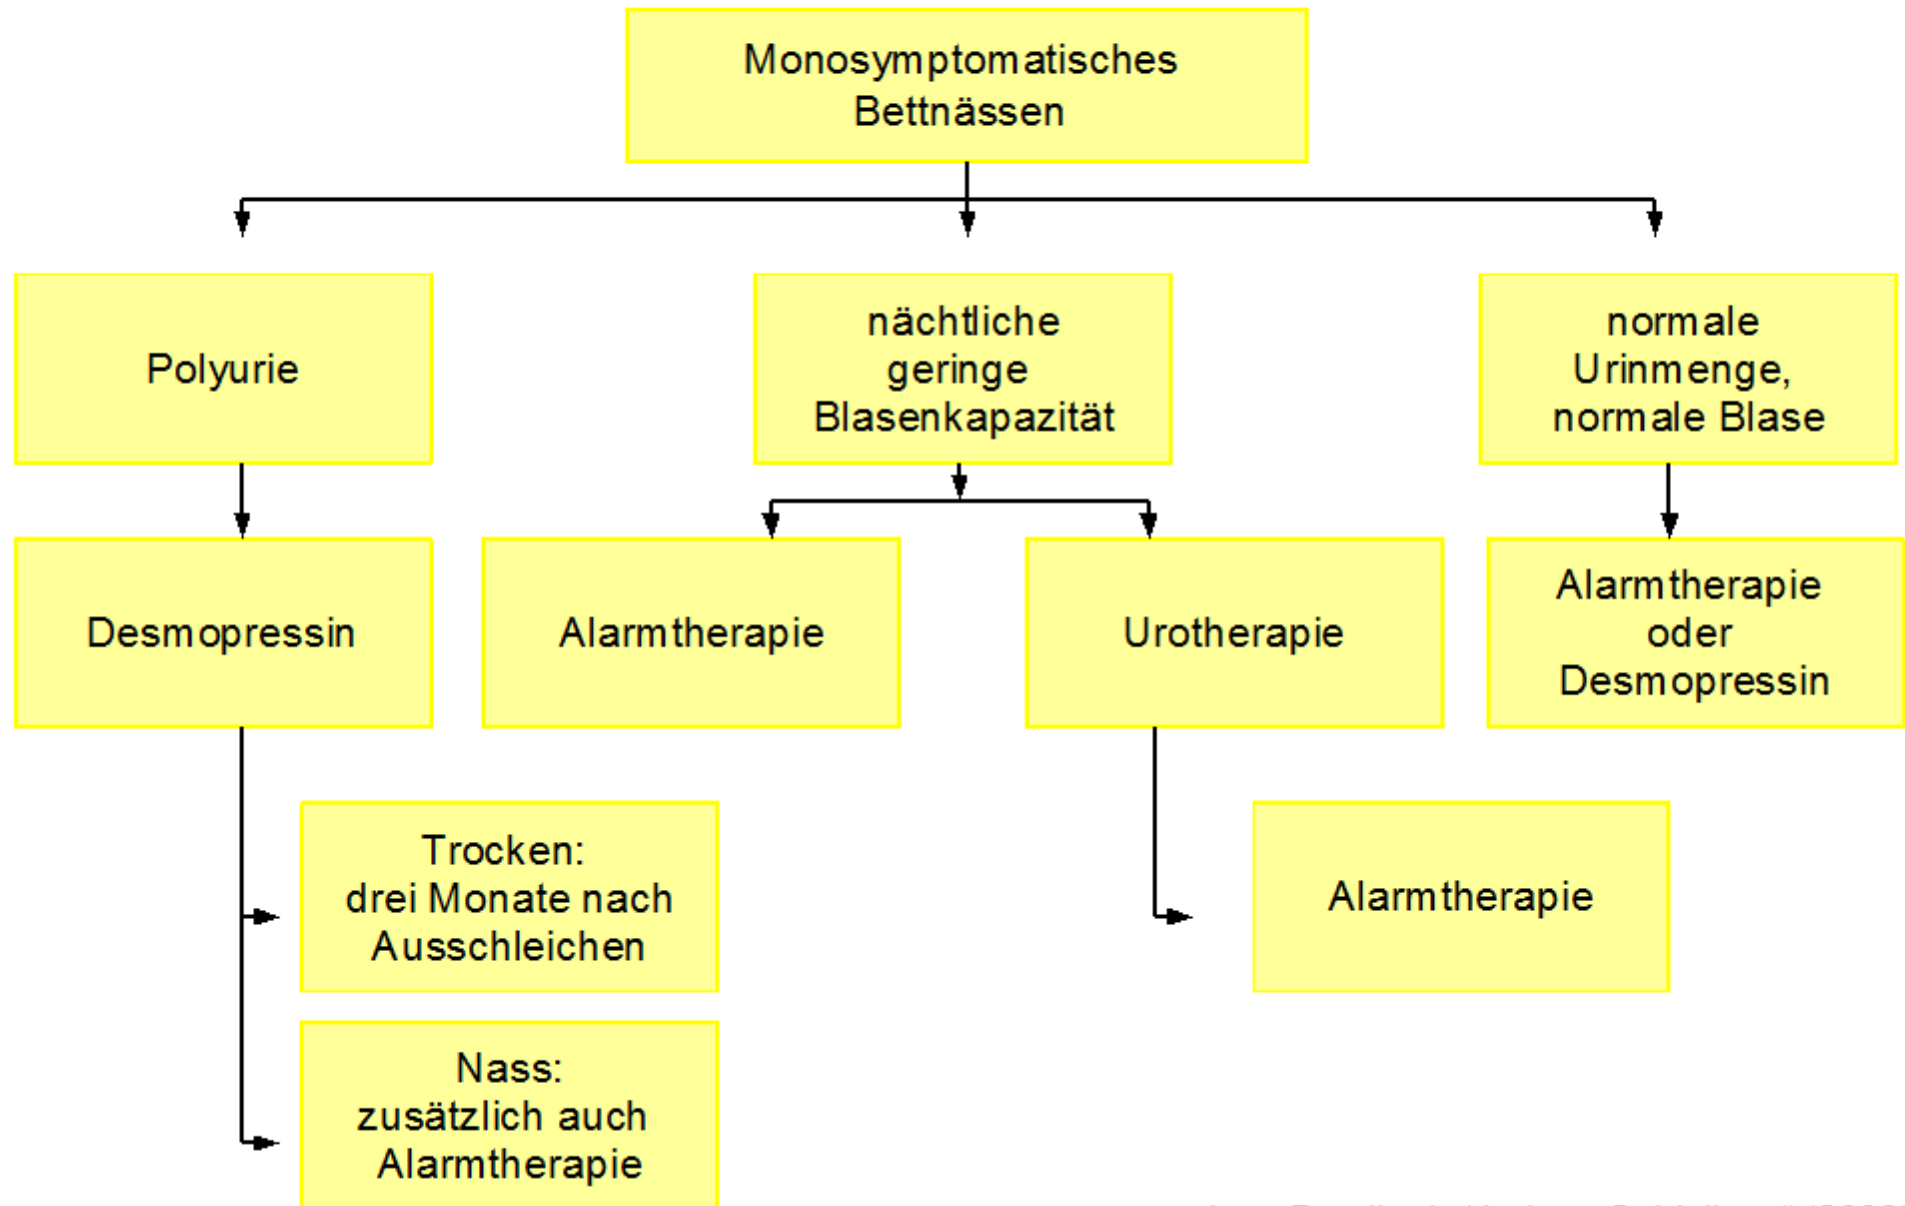 Monosymptomatisches
Bettnässen
Polyurie
nächtliche
geringe
Blasenkapazität
normale
Urinmenge,
normale Blase
Desmopressin
Alarmtherapie
Urotherapie
Alarmtherapie
oder
Desmopressin
Trocken:
drei Monate nach
Ausschleichen
Alarmtherapie
Nass:
zusätzlich auch
Alarmtherapie